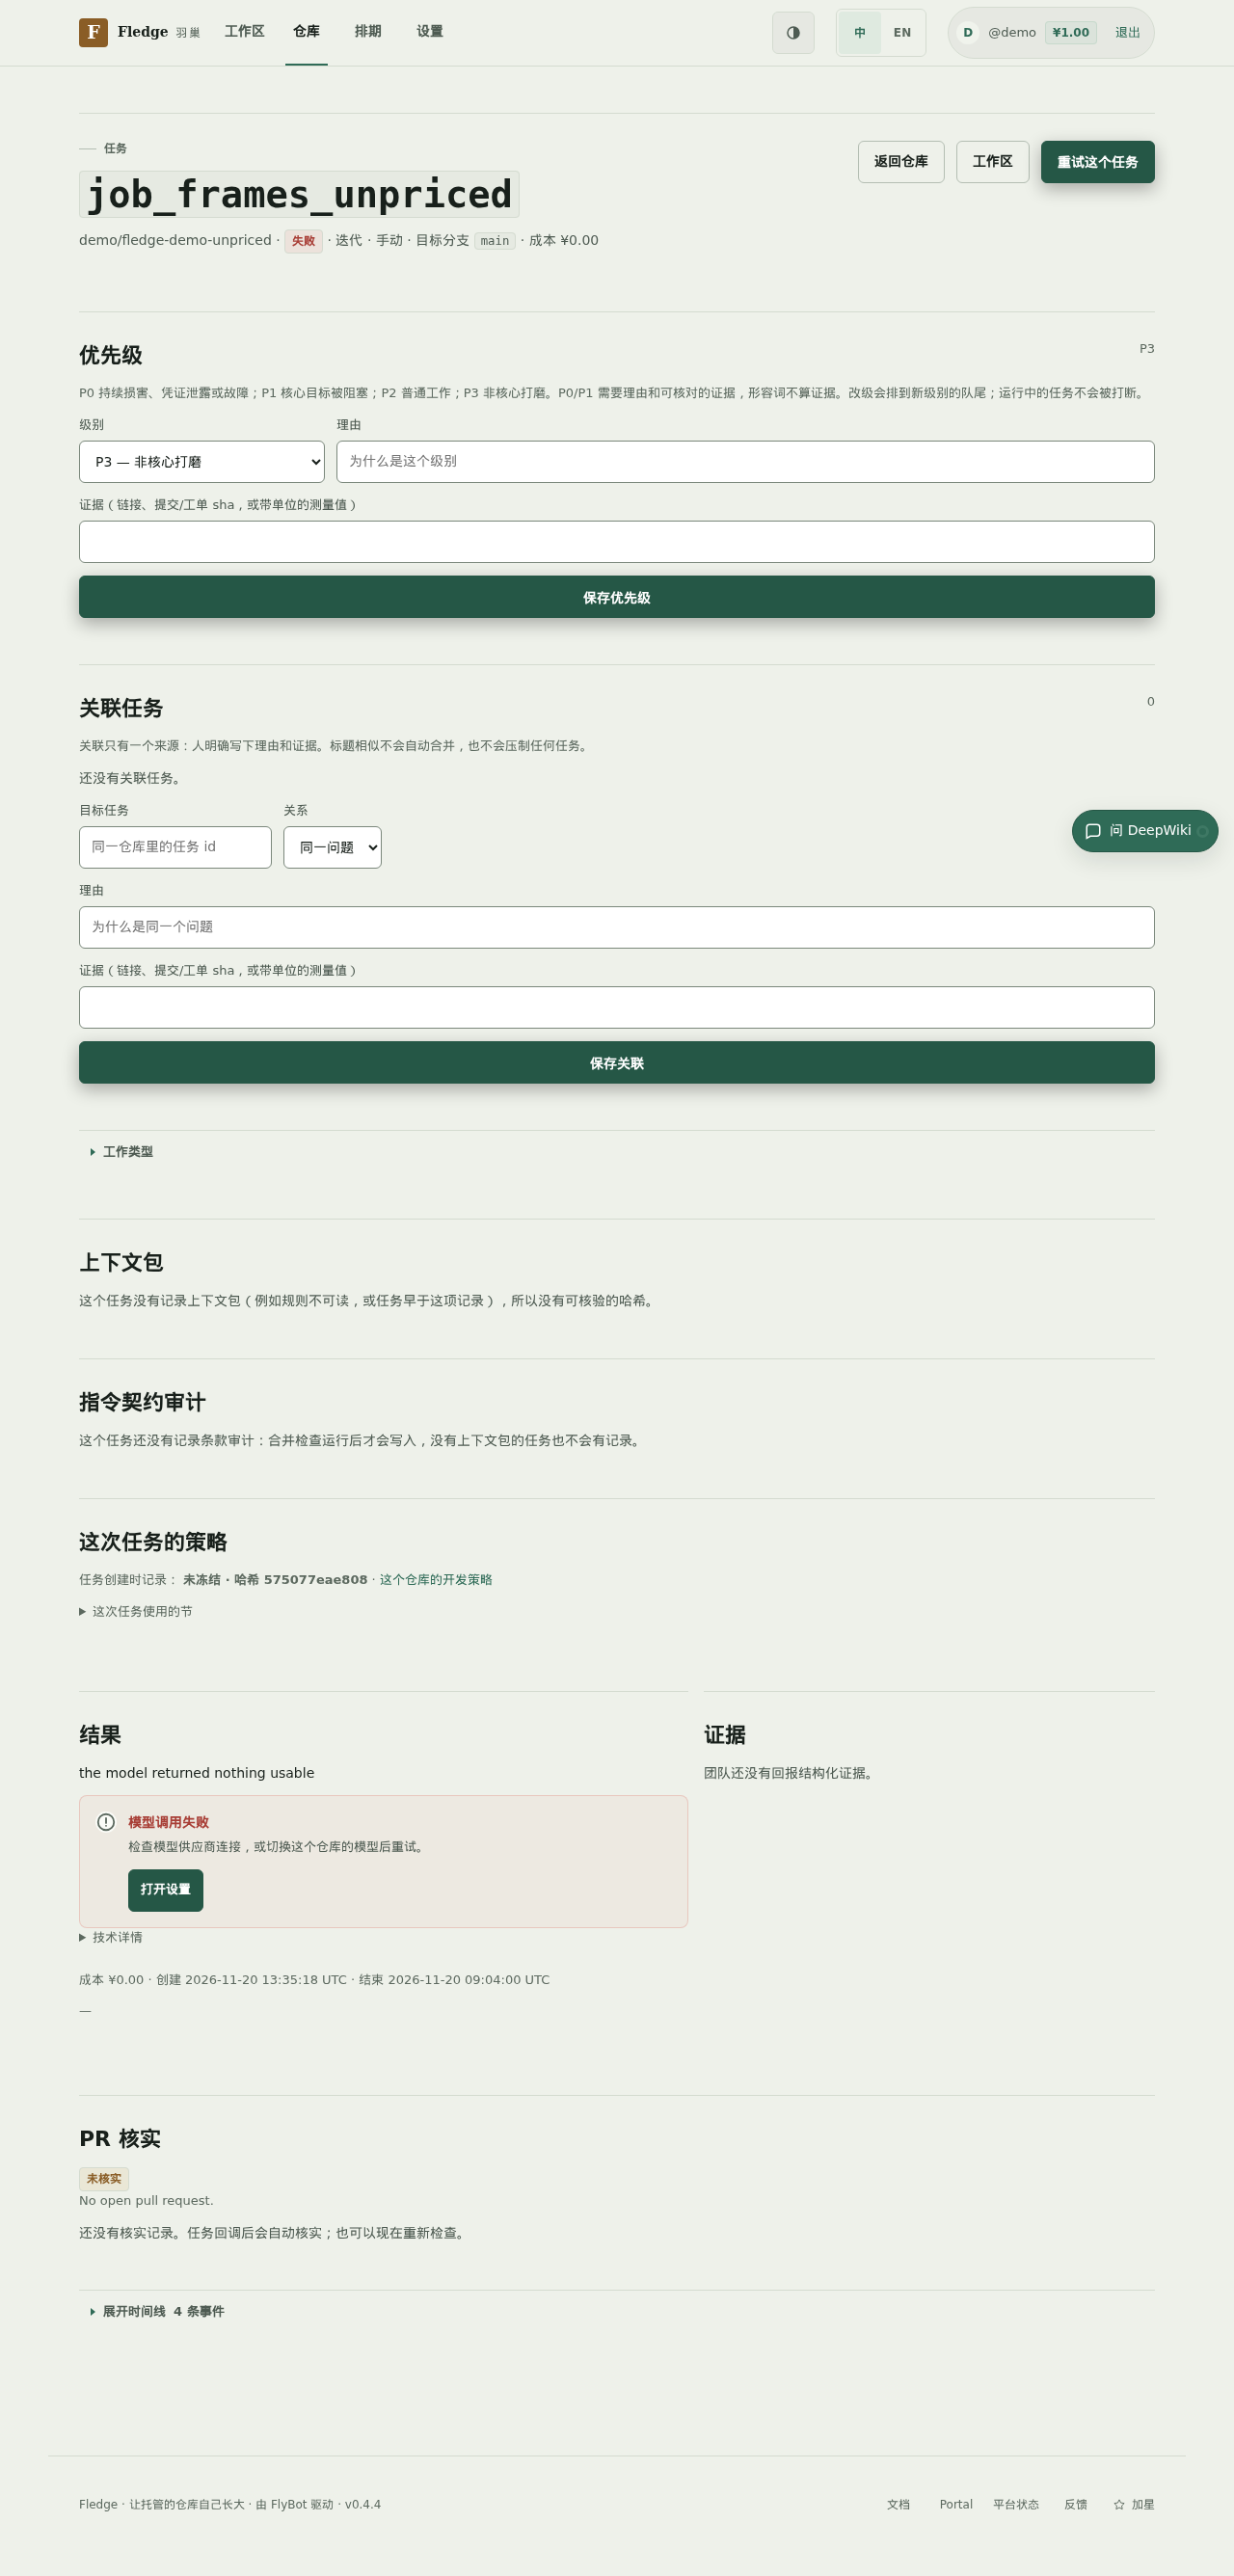 F Fledge 羽巢 工作区 仓库 排期 设置 中 EN D @demo ¥1.00 退出
任务
返回仓库 工作区 重试这个任务
job_frames_unpriced
demo/fledge-demo-unpriced · 失败 · 迭代 · 手动 · 目标分支 main · 成本 ¥0.00
优先级 P3
P0 持续损害、凭证泄露或故障；P1 核心目标被阻塞；P2 普通工作；P3 非核心打磨。P0/P1 需要理由和可核对的证据，形容词不算证据。改级会排到新级别的队尾；运行中的任务不会被打断。
级别 理由
P3 — 非核心打磨 为什么是这个级别
证据（链接、提交/工单 sha，或带单位的测量值）
保存优先级
关联任务 0
关联只有一个来源：人明确写下理由和证据。标题相似不会自动合并，也不会压制任何任务。
还没有关联任务。
目标任务 关系
同一仓库里的任务 id 同一问题
问 DeepWiki
理由
为什么是同一个问题
证据（链接、提交/工单 sha，或带单位的测量值）
保存关联
工作类型
上下文包
这个任务没有记录上下文包（例如规则不可读，或任务早于这项记录），所以没有可核验的哈希。
指令契约审计
这个任务还没有记录条款审计：合并检查运行后才会写入，没有上下文包的任务也不会有记录。
这次任务的策略
任务创建时记录： 未冻结 · 哈希 575077eae808 · 这个仓库的开发策略
这次任务使用的节
结果
the model returned nothing usable
模型调用失败
检查模型供应商连接，或切换这个仓库的模型后重试。
打开设置
技术详情
成本 ¥0.00 · 创建 2026-11-20 13:35:18 UTC · 结束 2026-11-20 09:04:00 UTC
—
证据
团队还没有回报结构化证据。
PR 核实
未核实
No open pull request.
还没有核实记录。任务回调后会自动核实；也可以现在重新检查。
展开时间线 4 条事件
Fledge · 让托管的仓库自己长大 · 由 FlyBot 驱动 · v0.4.4 文档 Portal 平台状态 反馈 加星